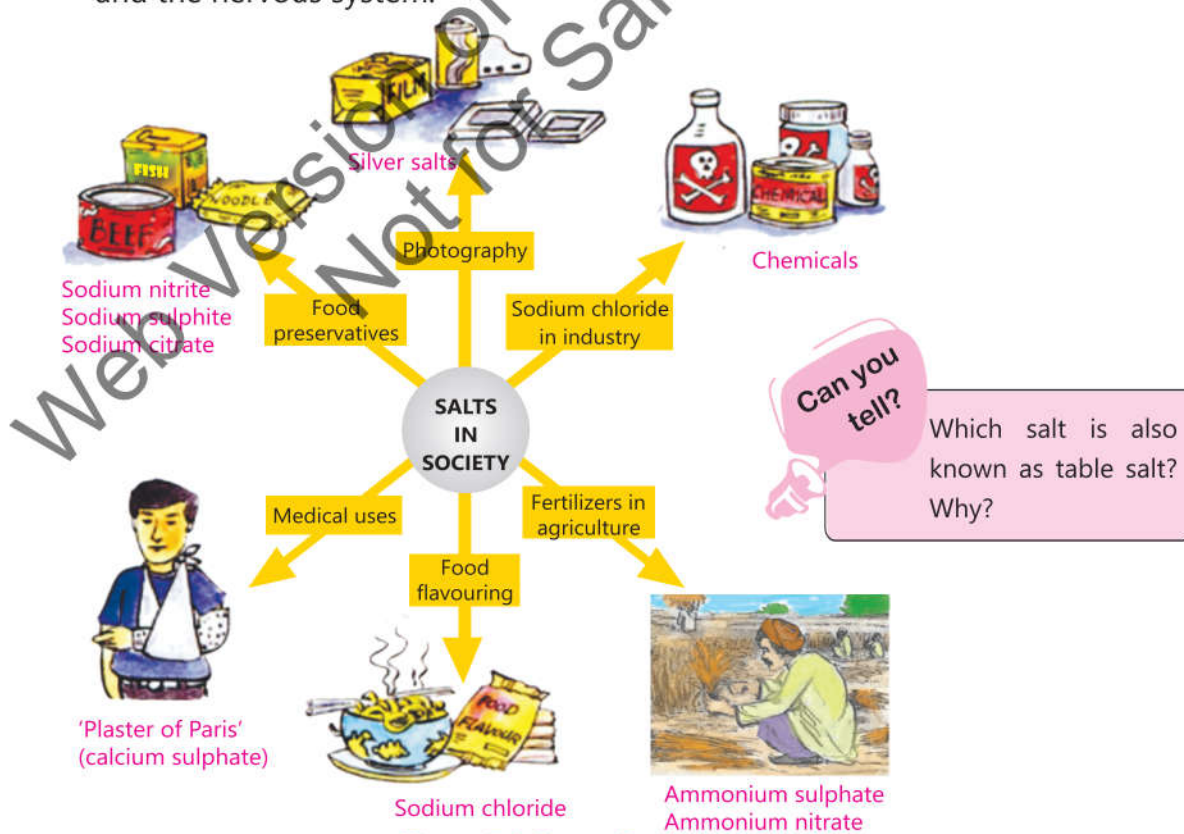 and the nervous system.
Web Version of
Not for Sal
FILM
Silver salts
FISH
NOODLE
BEEF
CHEMICAL
Photography
Chemicals
Sodium nitrite
Sodium sulphite
Sodium citrate
Food
preservatives
Sodium chloride
in industry
SALTS
IN
SOCIETY
Can you
tell?
Which salt is also
known as table salt?
Why?
Medical uses
Fertilizers in
agriculture
Food
flavouring
'Plaster of Paris'
(calcium sulphate)
FOOD
FLAVOUR
Sodium chloride
Ammonium sulphate
Ammonium nitrate